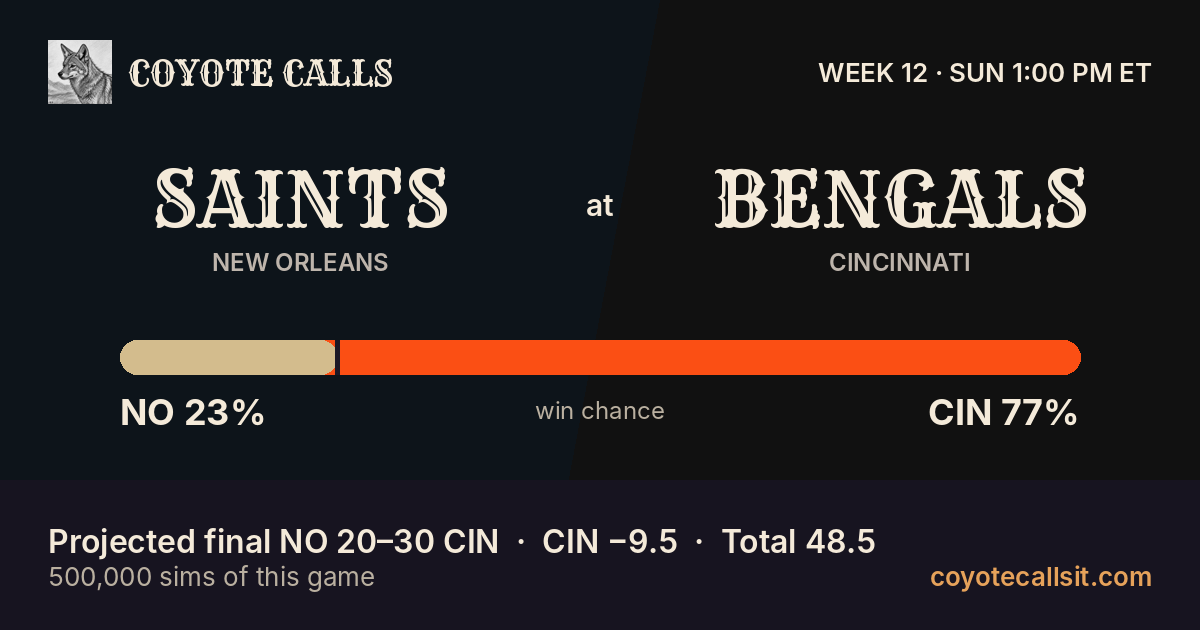 COYOTE CALLS
WEEK 12 · SUN 1:00 PM ET
SAINTS at BENGALS
NEW ORLEANS CINCINNATI
NO 23% win chance CIN 77%
Projected final NO 20–30 CIN · CIN −9.5 · Total 48.5
500,000 sims of this game
coyotecallsit.com